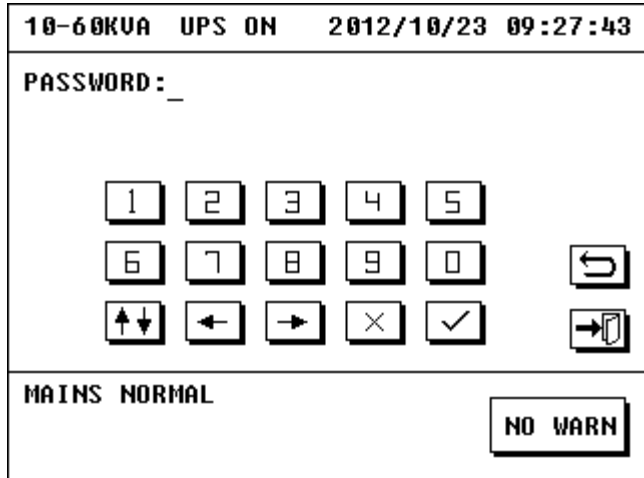 10-60KVA UPS ON 2012/10/23 09:27:43
PASSWORD:_
1 2 3 4 5
6 7 8 9 0
MAINS NORMAL
NO WARN